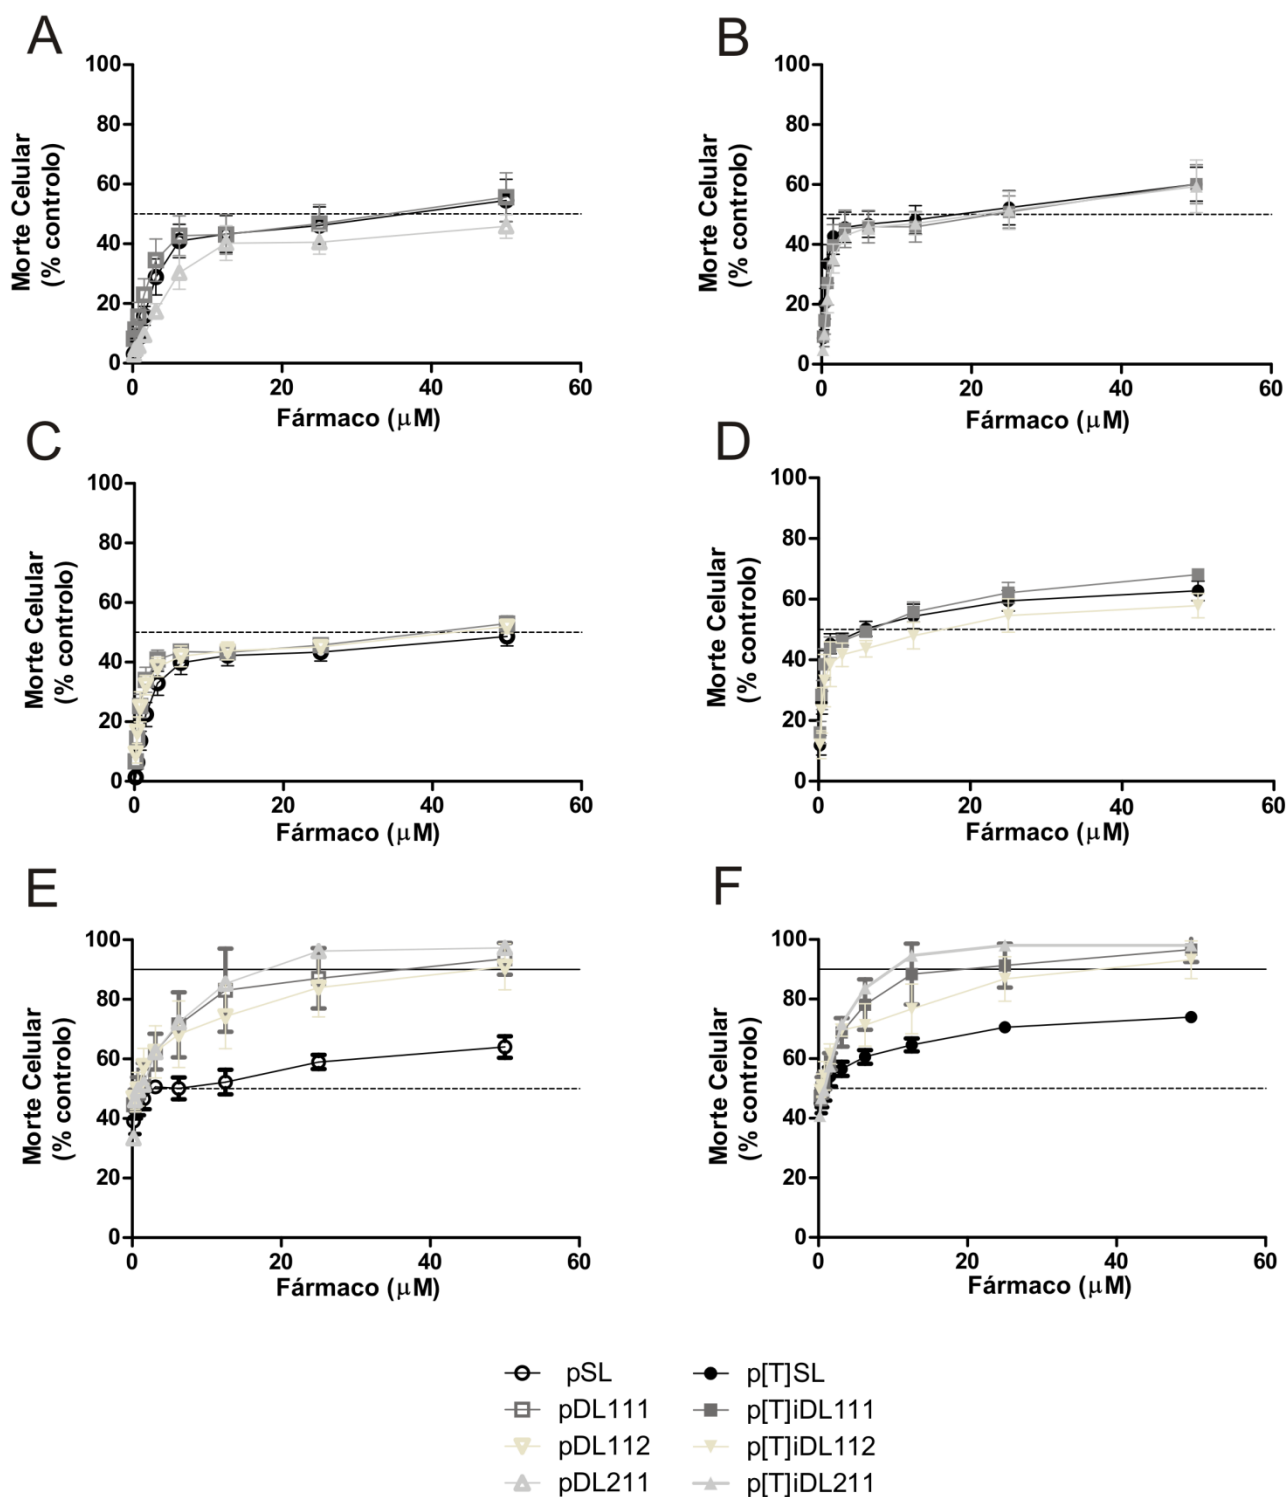 A
100
80
60
40
20
0
Morte Celular
(% controlo)
0 20 40 60
Fármaco (μM)
B
100
80
60
40
20
0
Morte Celular
(% controlo)
0 20 40 60
Fármaco (μM)
C
100
80
60
40
20
0
Morte Celular
(% controlo)
0 20 40 60
Fármaco (μM)
D
100
80
60
40
20
0
Morte Celular
(% controlo)
0 20 40 60
Fármaco (μM)
E
100
80
60
40
20
0
Morte Celular
(% controlo)
0 20 40 60
Fármaco (μM)
F
100
80
60
40
20
0
Morte Celular
(% controlo)
0 20 40 60
Fármaco (μM)
pSL p[T]SL
pDL111 p[T]iDL111
pDL112 p[T]iDL112
pDL211 p[T]iDL211